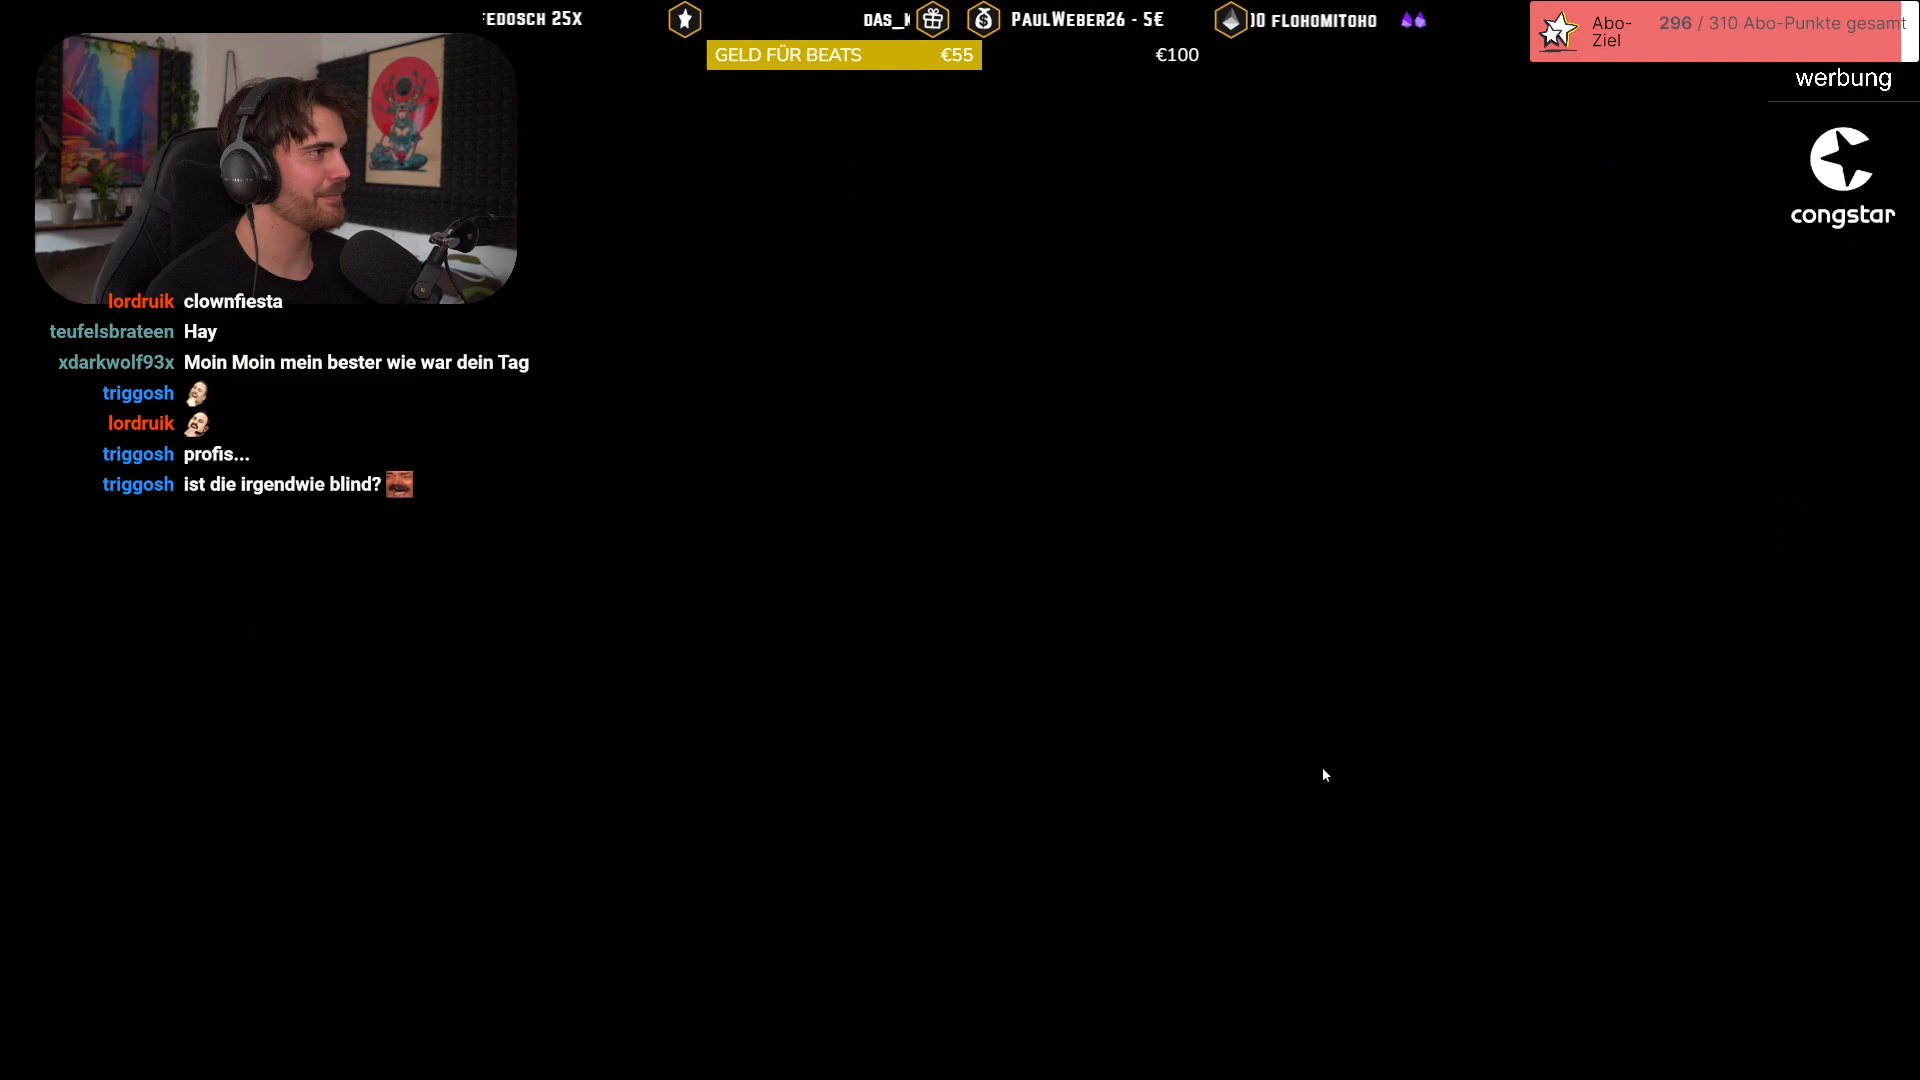 EDOSCH 25X
DAS_
PAULWEBER26 - 5€
FLOHOMITOHO
Abo-Ziel
296 / 310 Abo-Punkte gesamt
GELD FÜR BEATS €55 €100
werbung
congstar
lordruik clownfiesta
teufelsbrateen Hay
xdarkwolf93x Moin Moin mein bester wie war dein Tag
triggosh
lordruik
triggosh profis...
triggosh ist die irgendwie blind?